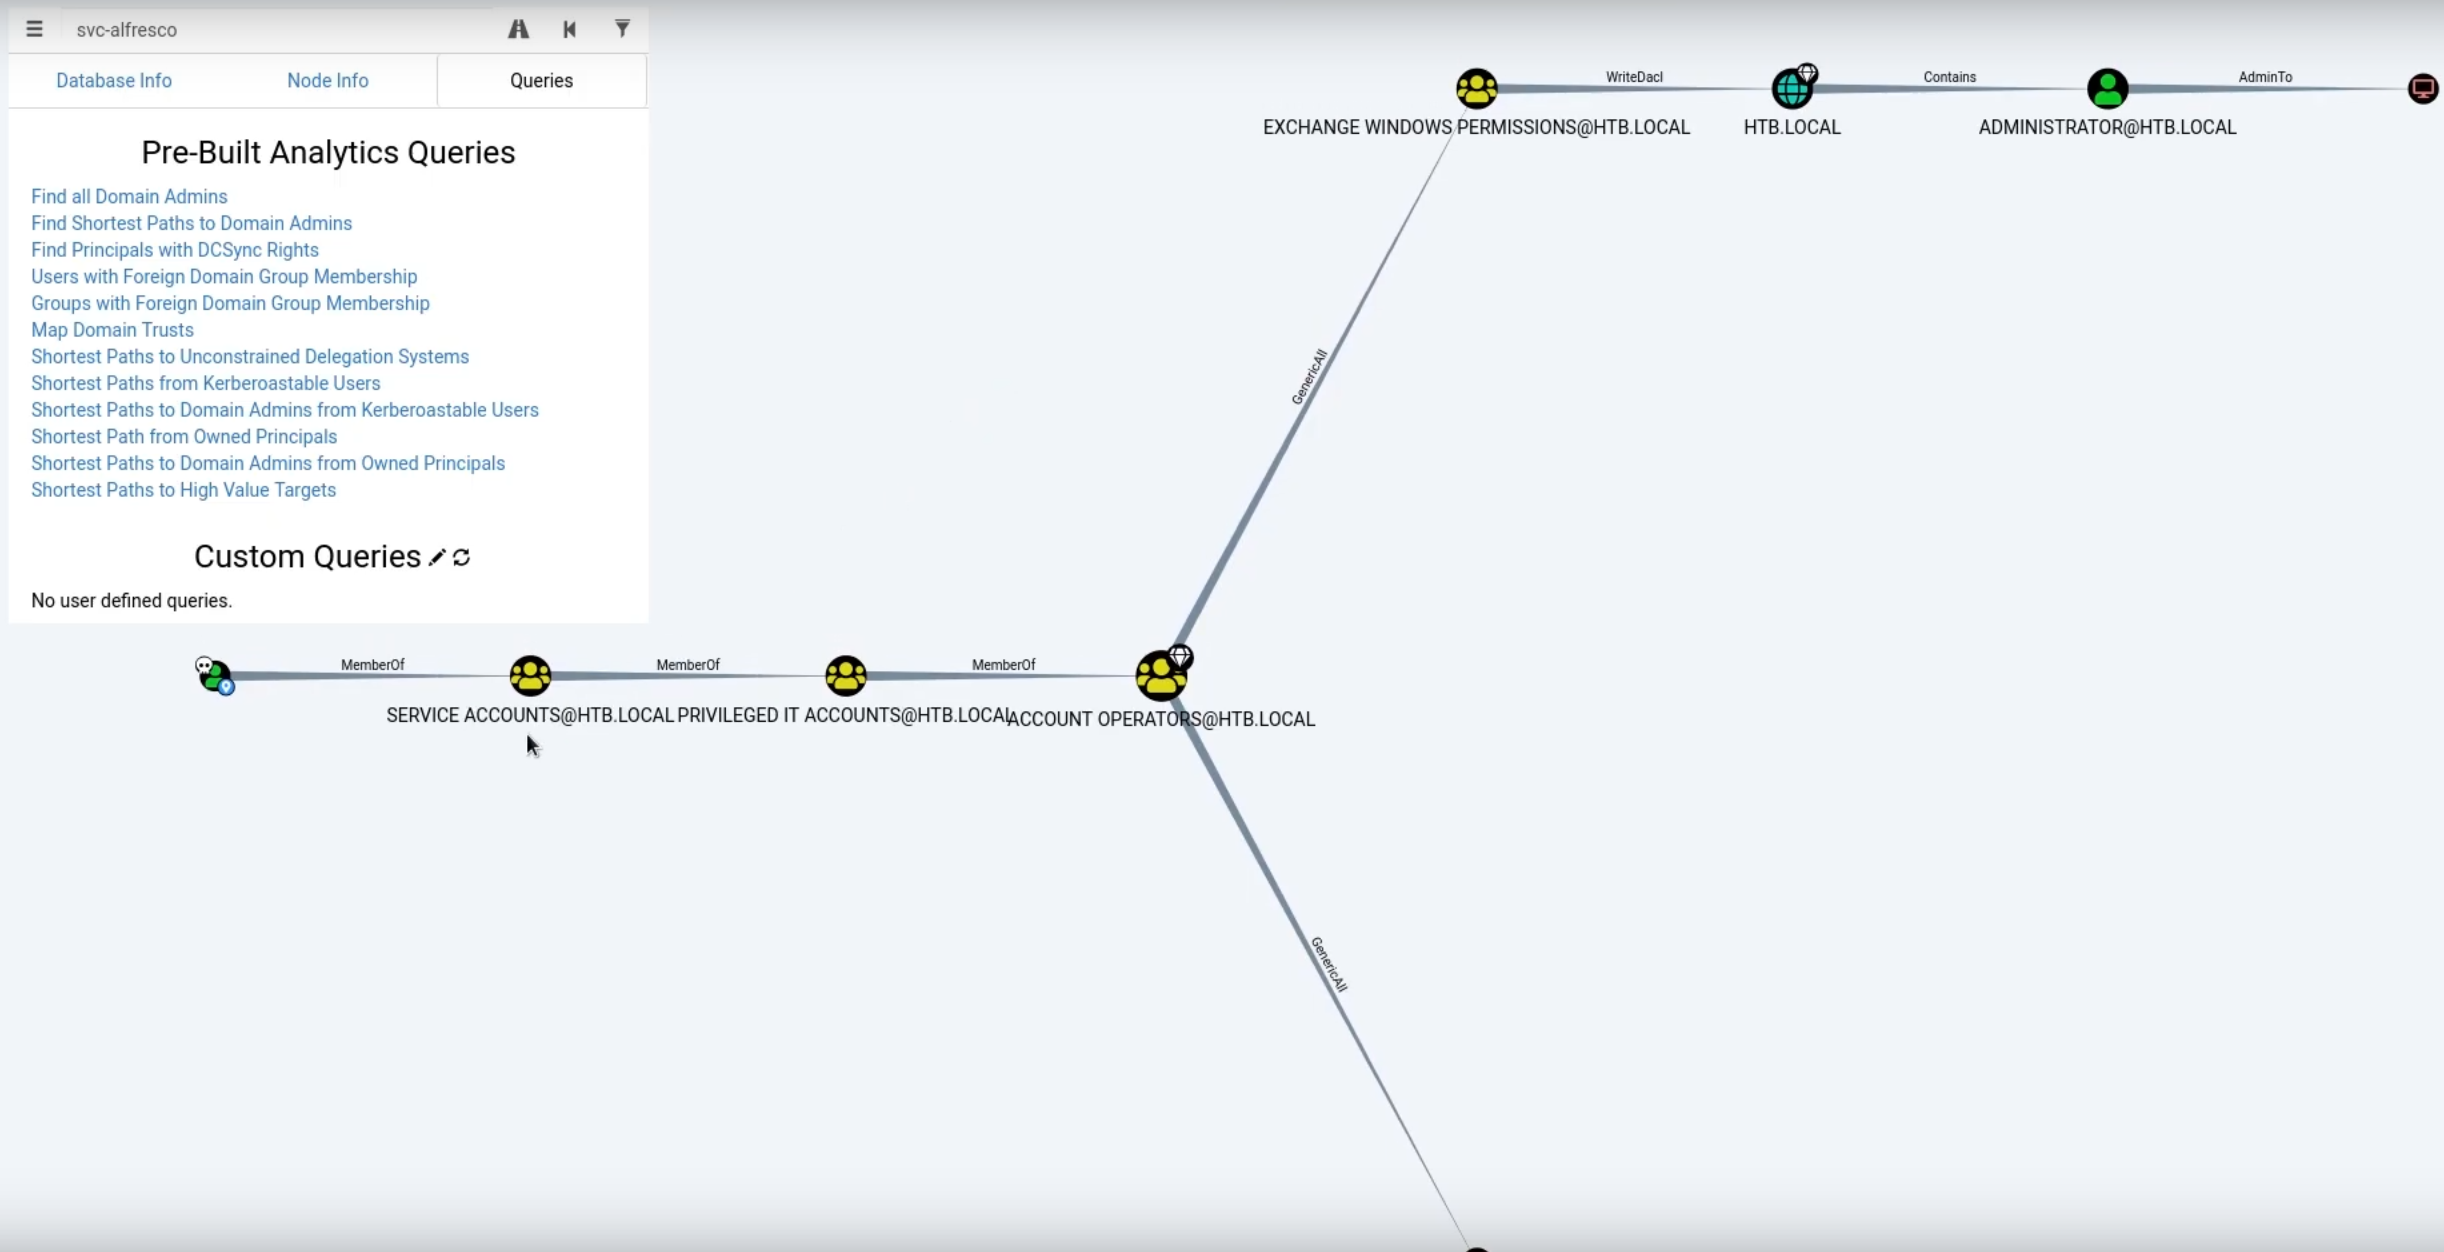 svc-alfresco
Database Info Node Info Queries
Pre-Built Analytics Queries
Find all Domain Admins
Find Shortest Paths to Domain Admins
Find Principals with DCSync Rights
Users with Foreign Domain Group Membership
Groups with Foreign Domain Group Membership
Map Domain Trusts
Shortest Paths to Unconstrained Delegation Systems
Shortest Paths from Kerberoastable Users
Shortest Paths to Domain Admins from Kerberoastable Users
Shortest Path from Owned Principals
Shortest Paths to Domain Admins from Owned Principals
Shortest Paths to High Value Targets
Custom Queries
No user defined queries.
WriteDacl Contains AdminTo
EXCHANGE WINDOWS PERMISSIONS@HTB.LOCAL HTB.LOCAL ADMINISTRATOR@HTB.LOCAL
GenericAll
MemberOf MemberOf MemberOf
SERVICE ACCOUNTS@HTB.LOCAL PRIVILEGED IT ACCOUNTS@HTB.LOCAL ACCOUNT OPERATORS@HTB.LOCAL
GenericAll